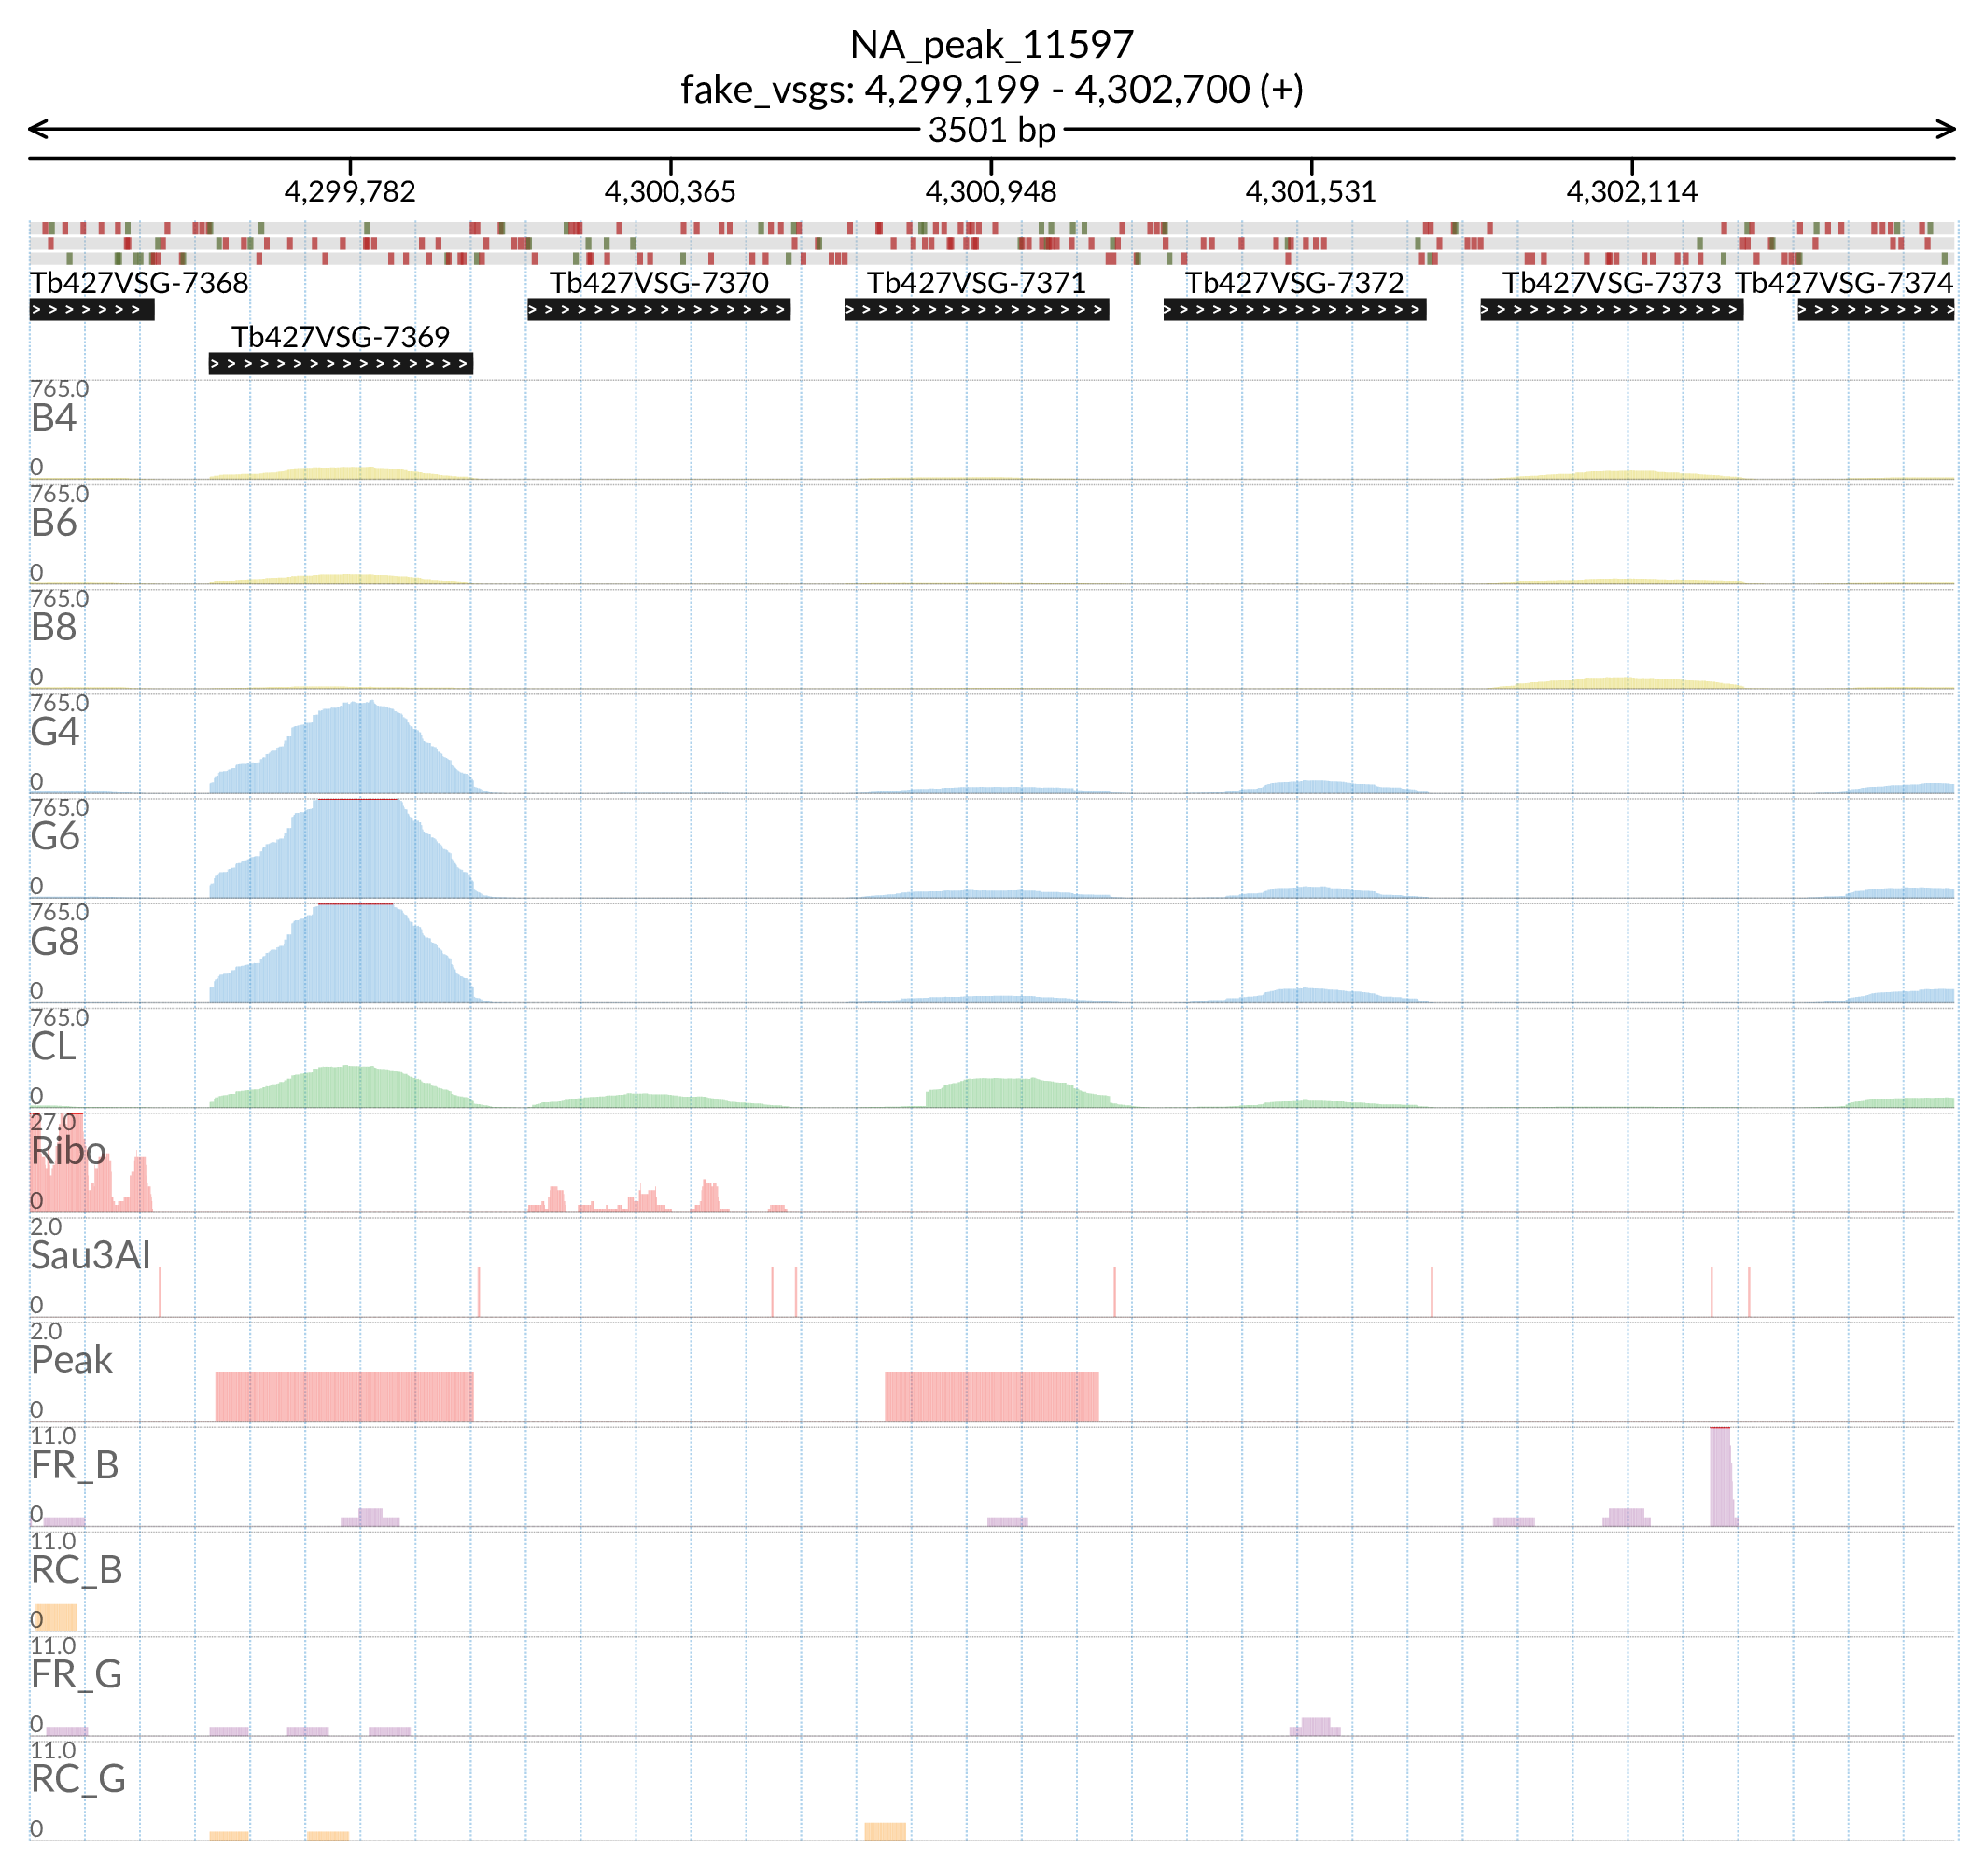 NA_peak_11597
fake_vsgs: 4,299,199 - 4,302,700 (+)
3501 bp
4,299,782 4,300,365 4,300,948 4,301,531 4,302,114
Tb427VSG-7368 Tb427VSG-7370 Tb427VSG-7371 Tb427VSG-7372 Tb427VSG-7373 Tb427VSG-7374
Tb427VSG-7369
765.0
B4
0
765.0
B6
0
765.0
B8
0
765.0
G4
0
765.0
G6
0
765.0
G8
0
765.0
CL
0
27.0
Ribo
0
2.0
Sau3AI
0
2.0
Peak
0
11.0
FR_B
0
11.0
RC_B
0
11.0
FR_G
0
11.0
RC_G
0